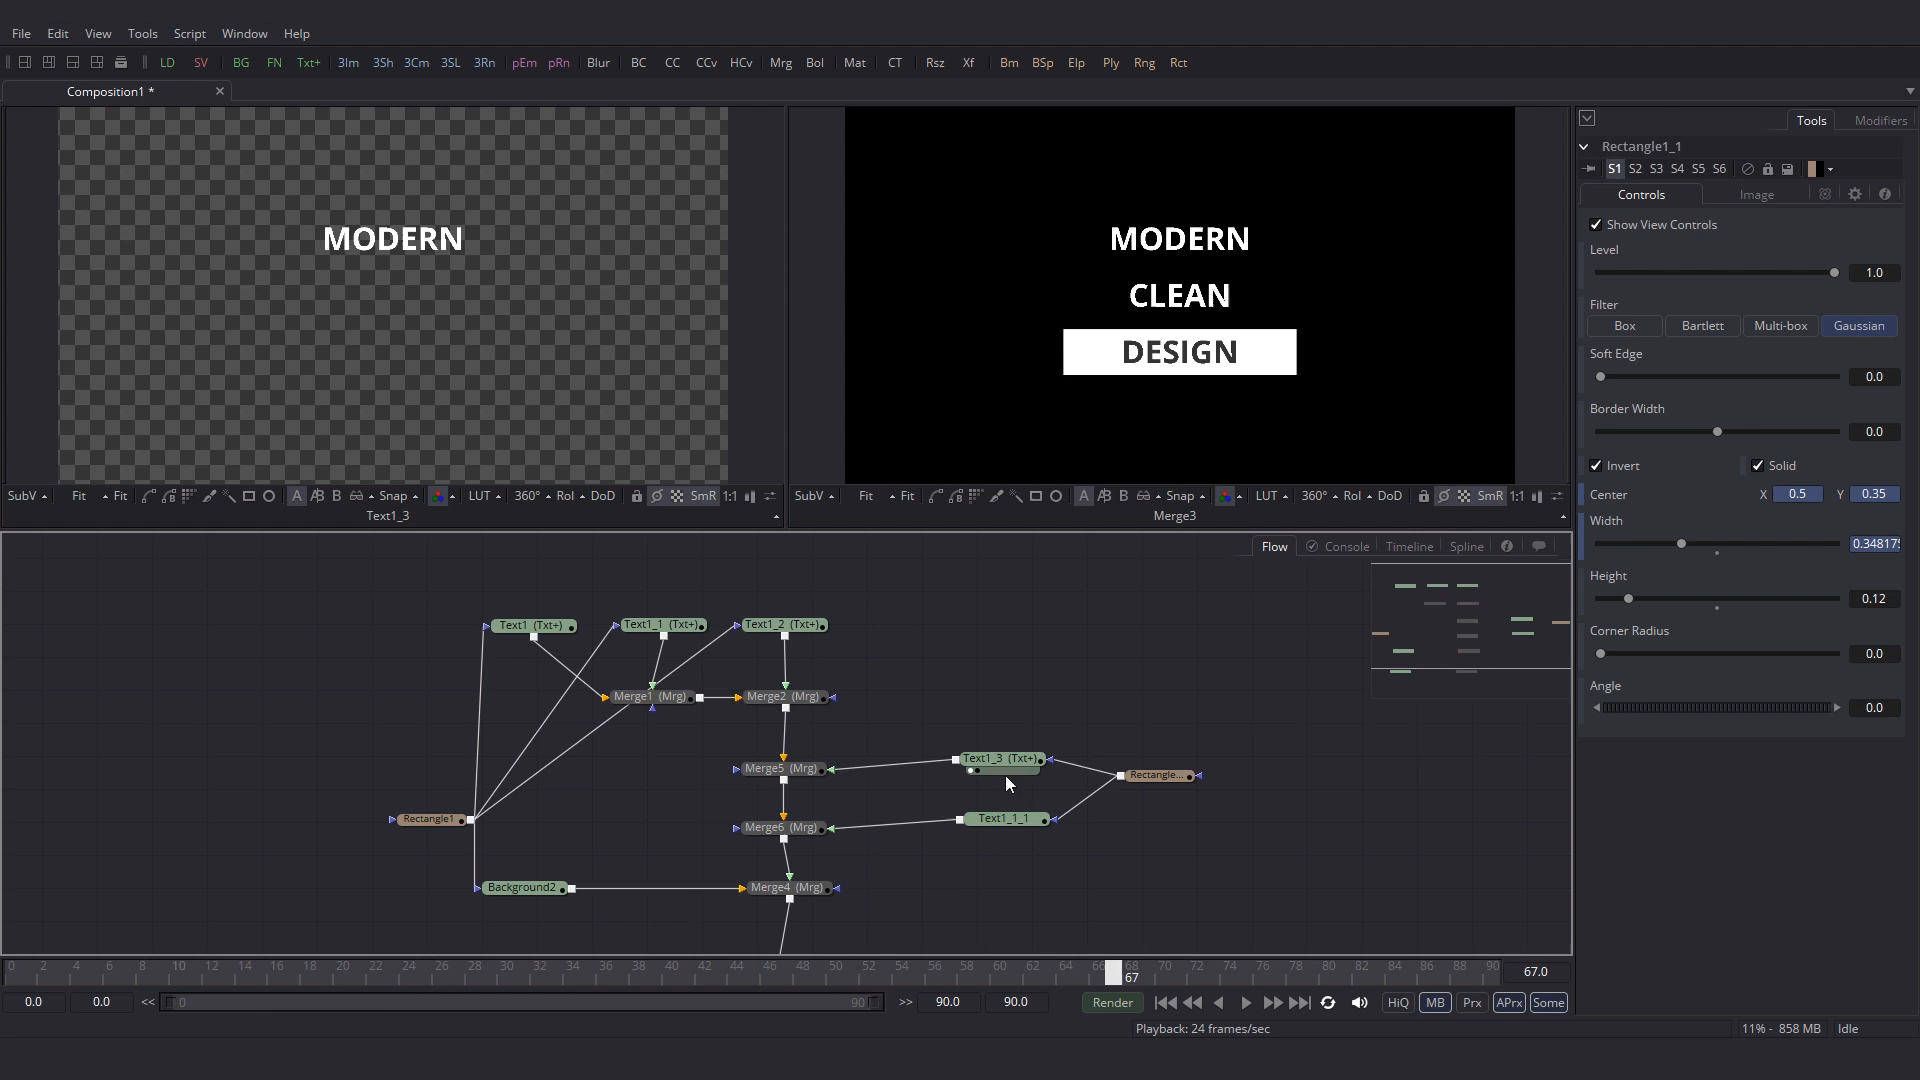 File Edit View Tools Script Window Help
LD SV BG FN Txt+ 3Im 3Sh 3Cm 3SL 3Rn pEm pRn Blur BC CC CCv HCv Mrg Bol Mat CT Rsz Xf Bm BSp Elp Ply Rng Rct
Composition1 *
MODERN
SubV Fit Fit A B Snap LUT 360° RoI DoD SmR 1:1
Text1_3
MODERN
CLEAN
DESIGN
SubV Fit Fit A B Snap LUT 360° RoI DoD SmR 1:1
Merge3
Tools Modifiers
Rectangle1_1
S1 S2 S3 S4 S5 S6
Controls Image
Show View Controls
Level
1.0
Filter
Box Bartlett Multi-box Gaussian
Soft Edge
0.0
Border Width
0.0
Invert Solid
Center X 0.5 Y 0.35
Width
0.34817
Height
0.12
Corner Radius
0.0
Angle
0.0
Flow Console Timeline Spline
Text1 (Txt+) Text1_1 (Txt+) Text1_2 (Txt+)
Merge1 (Mrg) Merge2 (Mrg)
Merge5 (Mrg) Text1_3 (Txt+) Rectangle...
Rectangle1 Merge6 (Mrg) Text1_1_1
Background2 Merge4 (Mrg)
0 2 4 6 8 10 12 14 16 18 20 22 24 26 28 30 32 34 36 38 40 42 44 46 48 50 52 54 56 58 60 62 64 66 68 70 72 74 76 78 80 82 84 86 88 90
67 67.0
0.0 0.0 << 0 90 >> 90.0 90.0 Render HiQ MB Prx APrx Some
Playback: 24 frames/sec 11% - 858 MB Idle